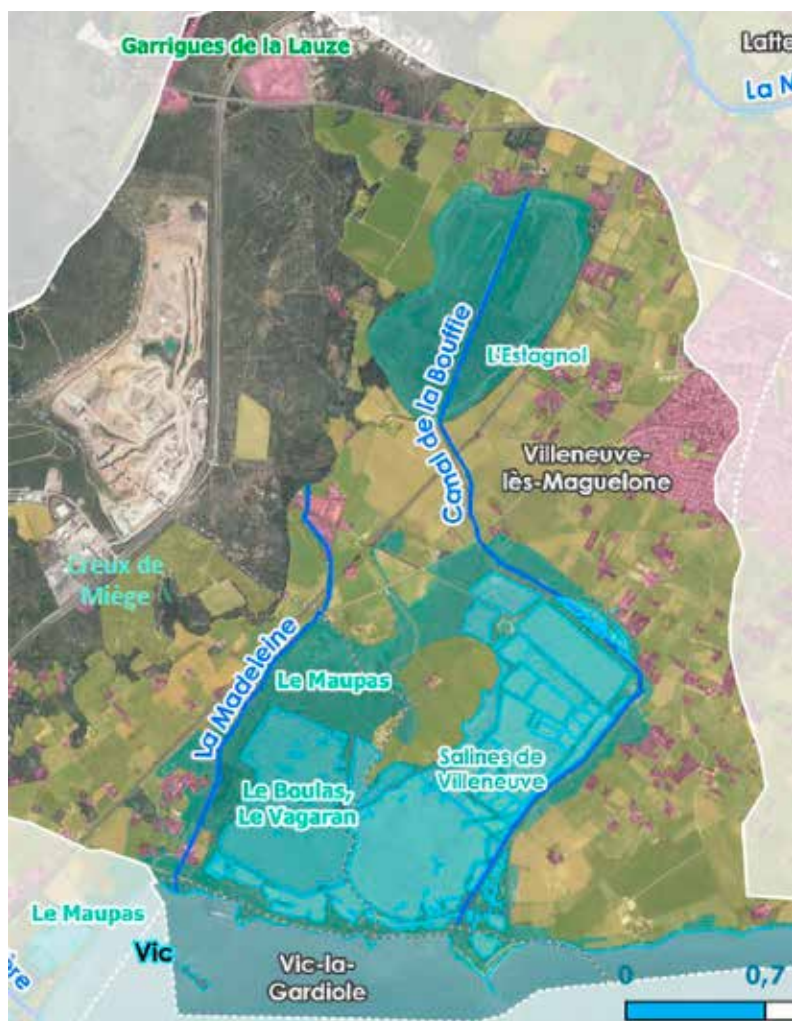 Garrigues de la Lauze
Latte
La N
L'Estagnol
Canal de la Bouffie
Villeneuve-
lès-Maguelone
Creux de
Miège
La Madeleine
Le Maupas
Salines de
Villeneuve
Le Boulas,
Le Vagaran
Le Maupas
Vic
Vic-la-
Gardiole
ère
0
0,7